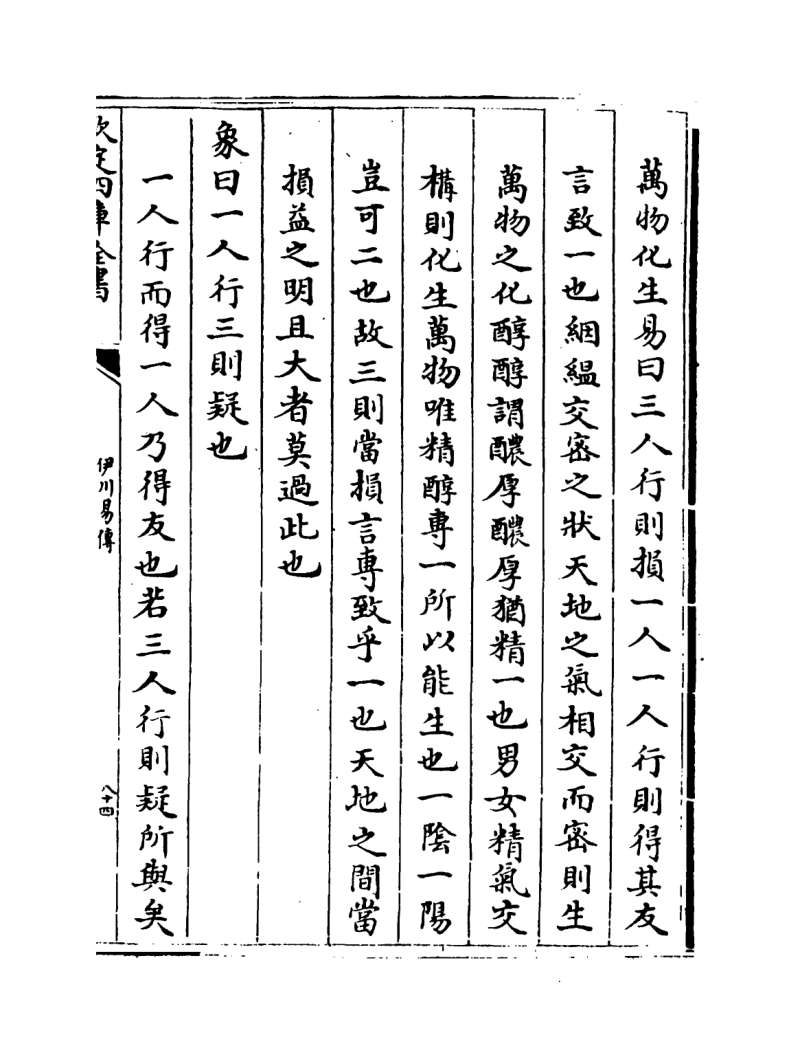 萬物化生易曰三人行則損一人一人行則得其友
言致一也絪縕交密之狀天地之氣相交而密則生
萬物之化醇醇謂醲厚醲厚猶精一也男女精氣交
構則化生萬物唯精醇專一所以能生也一陰一陽
豈可二也故三則當損言專致乎一也天地之間當
損益之明且大者莫過此也
象曰一人行三則疑也
一人行而得一人乃得友也若三人行則疑所與矣
欽定四庫全書
伊川易傳
八十四